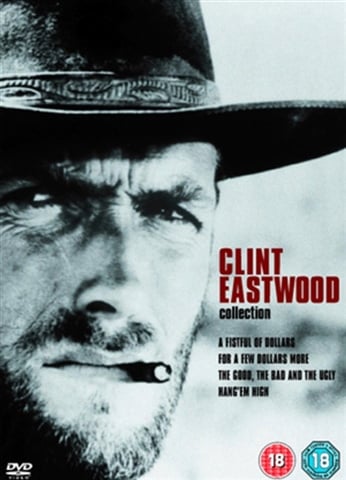 CLINT
EASTWOOD
collection
A FISTFUL OF DOLLARS
FOR A FEW DOLLARS MORE
THE GOOD, THE BAD AND THE UGLY
HANG'EM HIGH
DVD
VIDEO
18
18